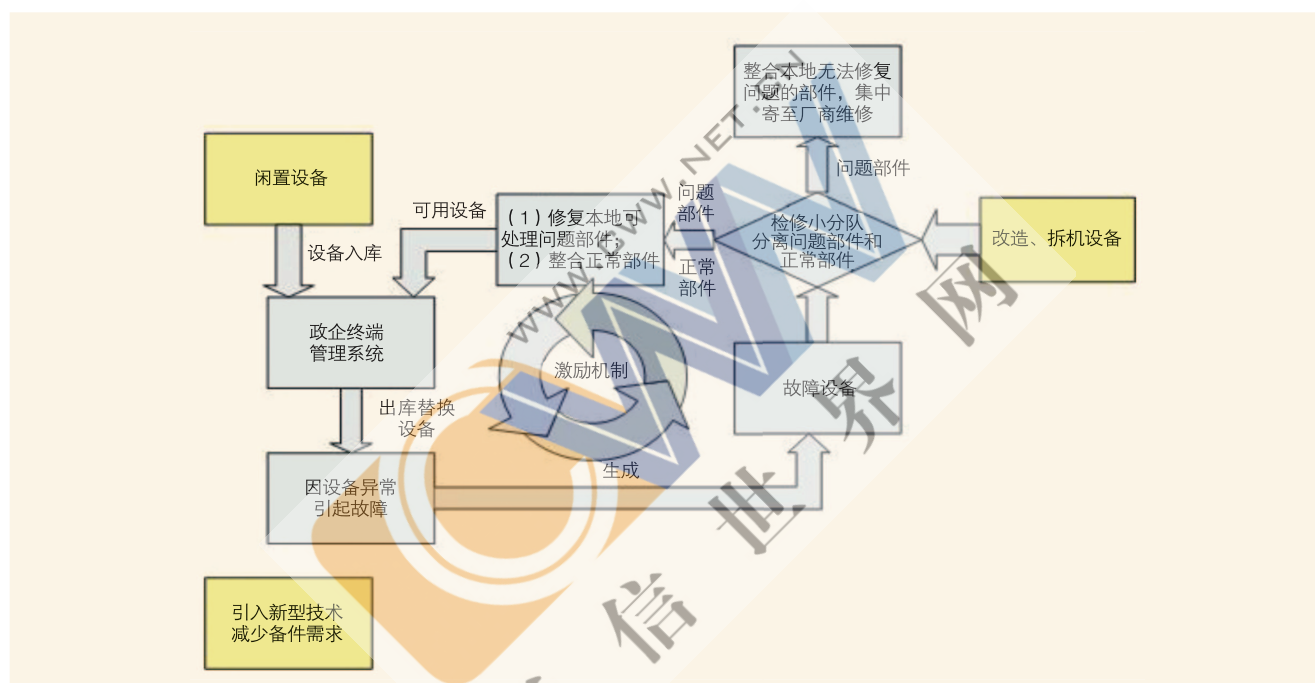 整合本地无法修复
问题的部件，集中
寄至厂商维修
问题部件
闲置设备
设备入库
可用设备
（1）修复本地可
处理问题部件；
（2）整合正常部件
问题
部件
正常
部件
检修小分队
分离问题部件和
正常部件
改造、拆机设备
政企终端
管理系统
激励机制
故障设备
出库替换
设备
生成
因设备异常
引起故障
引入新型技术
减少备件需求
WWW.CWW.NET.CN
信世界网